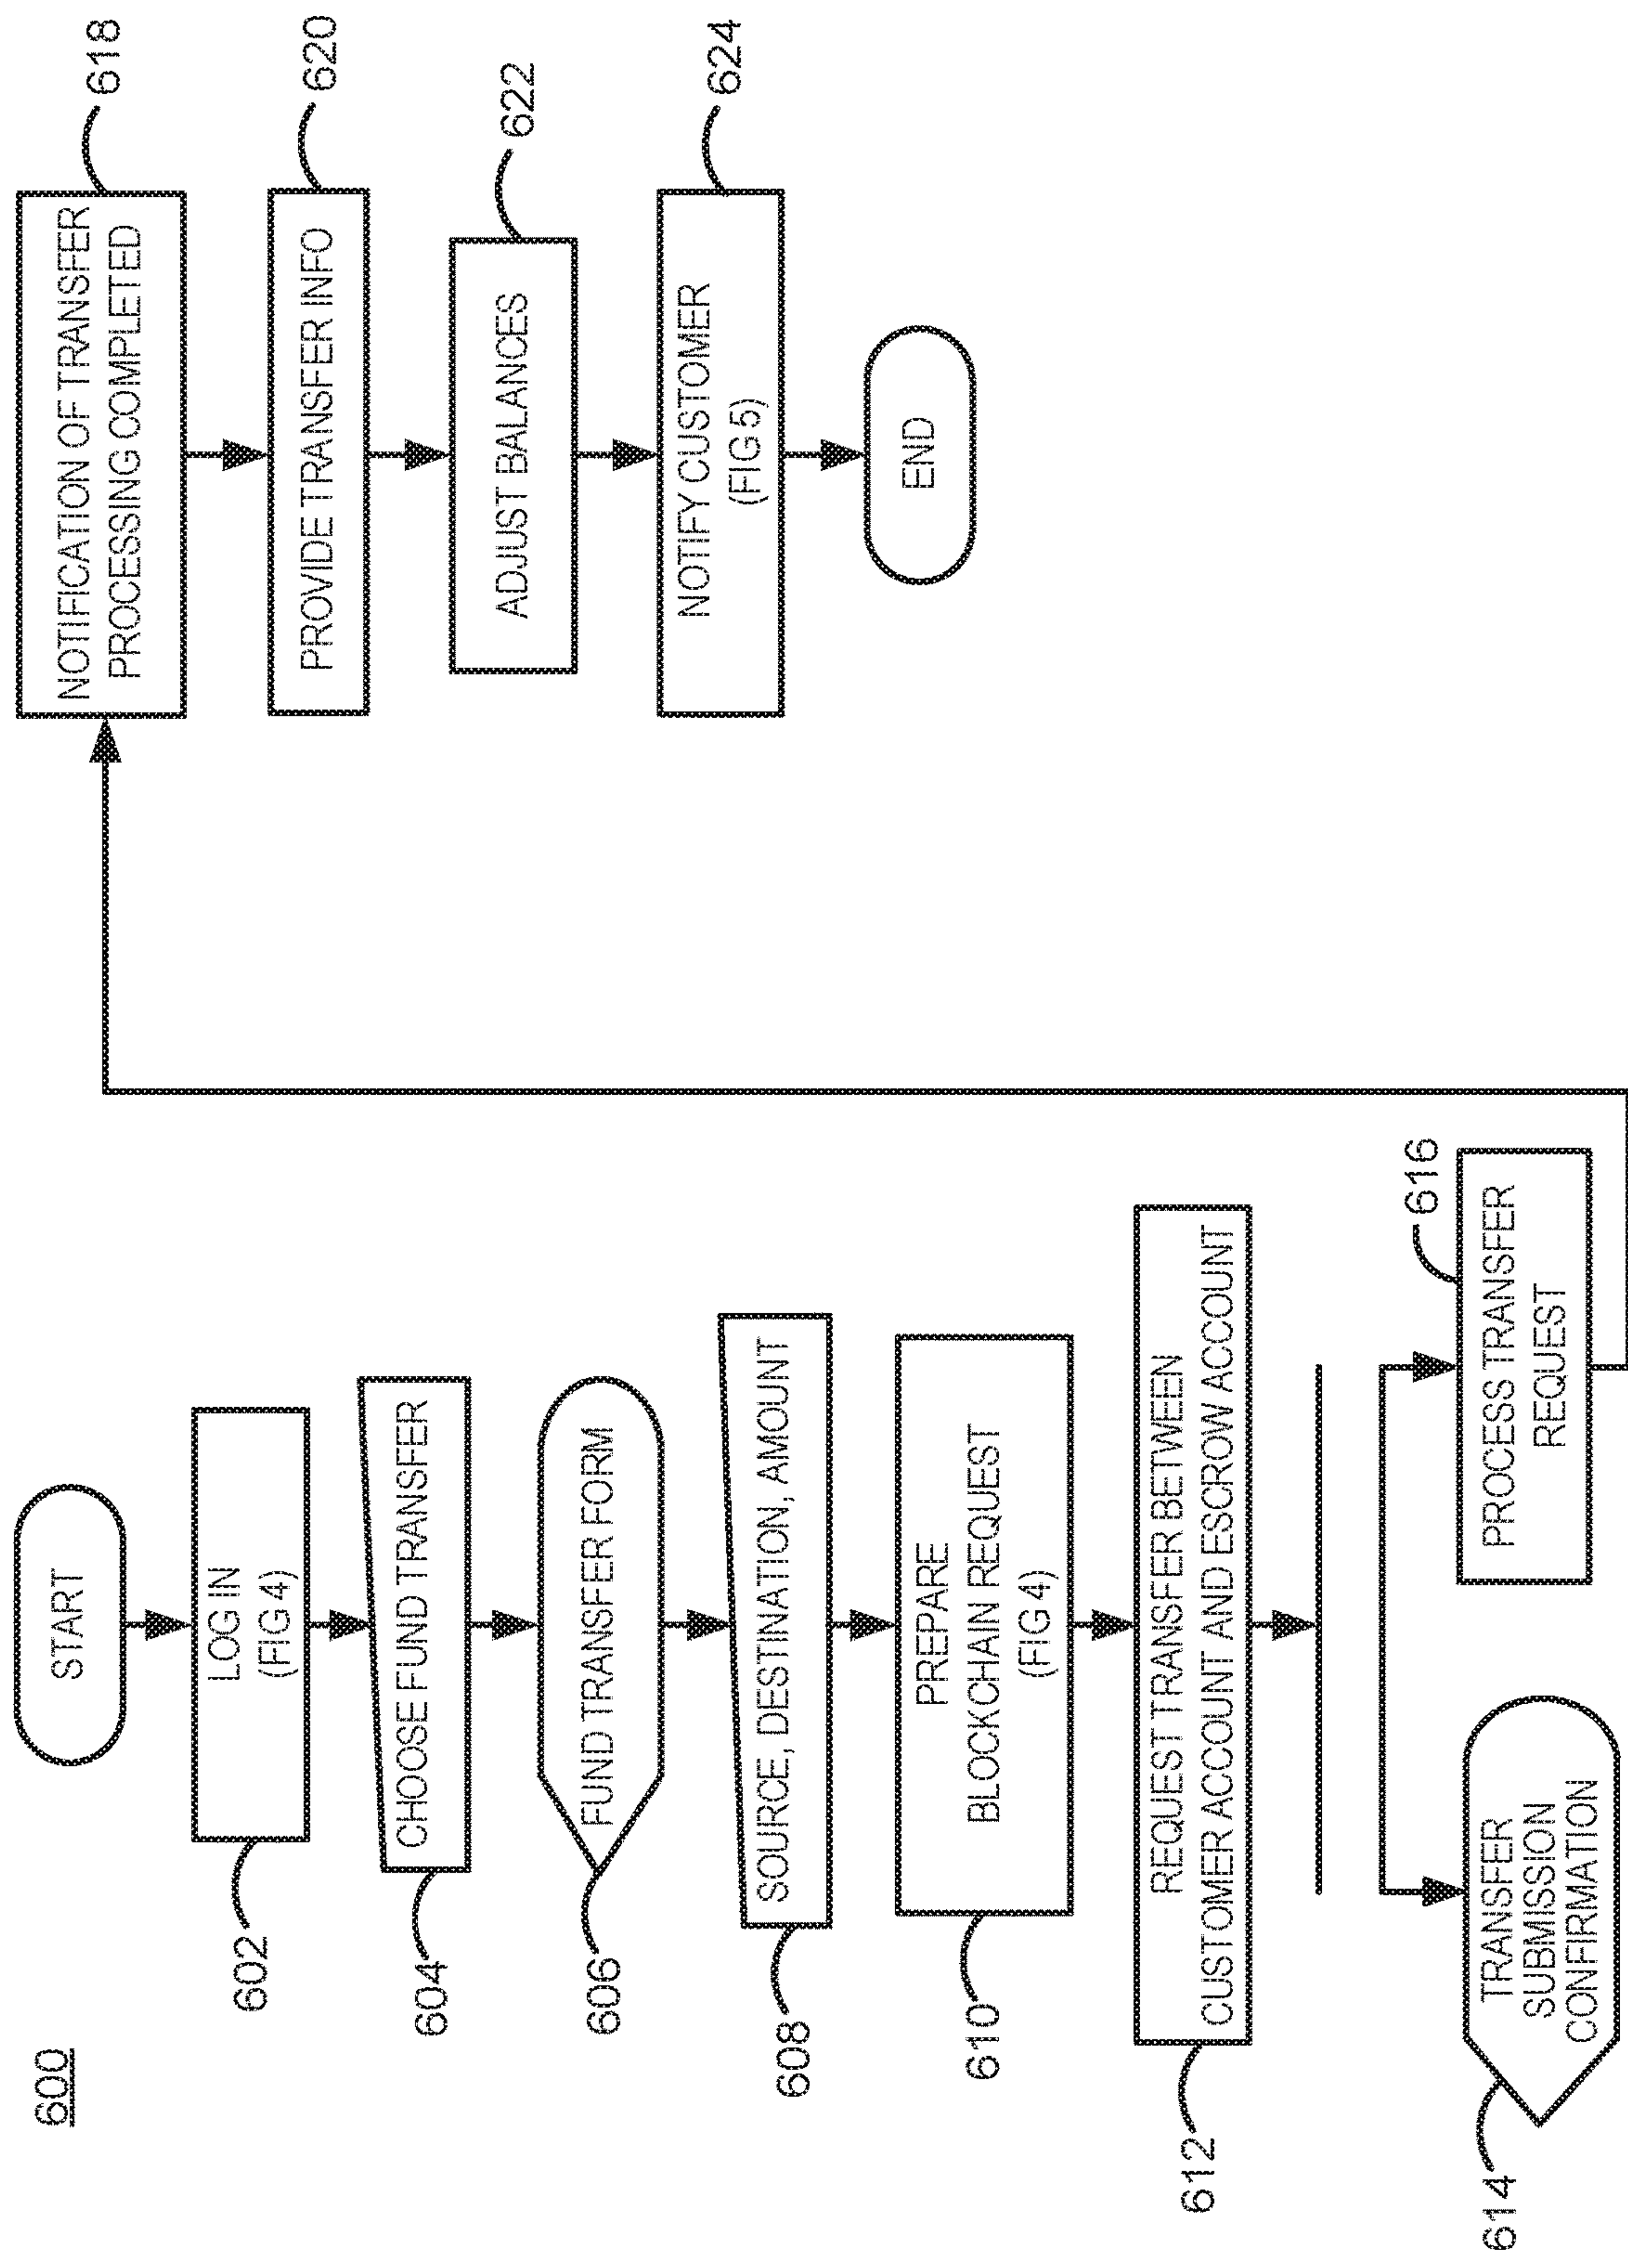 600
START
LOG IN
(FIG 4)
602
CHOOSE FUND TRANSFER
604
FUND TRANSFER FORM
606
SOURCE, DESTINATION, AMOUNT
608
PREPARE
BLOCKCHAIN REQUEST
(FIG 4)
610
REQUEST TRANSFER BETWEEN
CUSTOMER ACCOUNT AND ESCROW ACCOUNT
612
TRANSFER
SUBMISSION
CONFIRMATION
614
PROCESS TRANSFER
REQUEST
616
NOTIFICATION OF TRANSFER
PROCESSING COMPLETED
618
PROVIDE TRANSFER INFO
620
ADJUST BALANCES
622
NOTIFY CUSTOMER
(FIG 5)
624
END